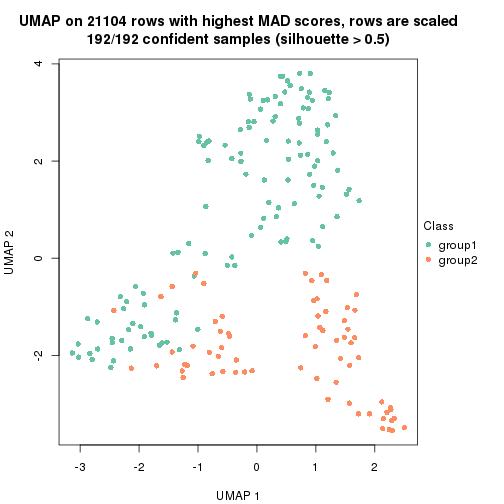 UMAP on 21104 rows with highest MAD scores, rows are scaled
192/192 confident samples (silhouette > 0.5)
4
2
0
-2
UMAP 2
-3
-2
-1
0
1
2
UMAP 1
Class
group1
group2